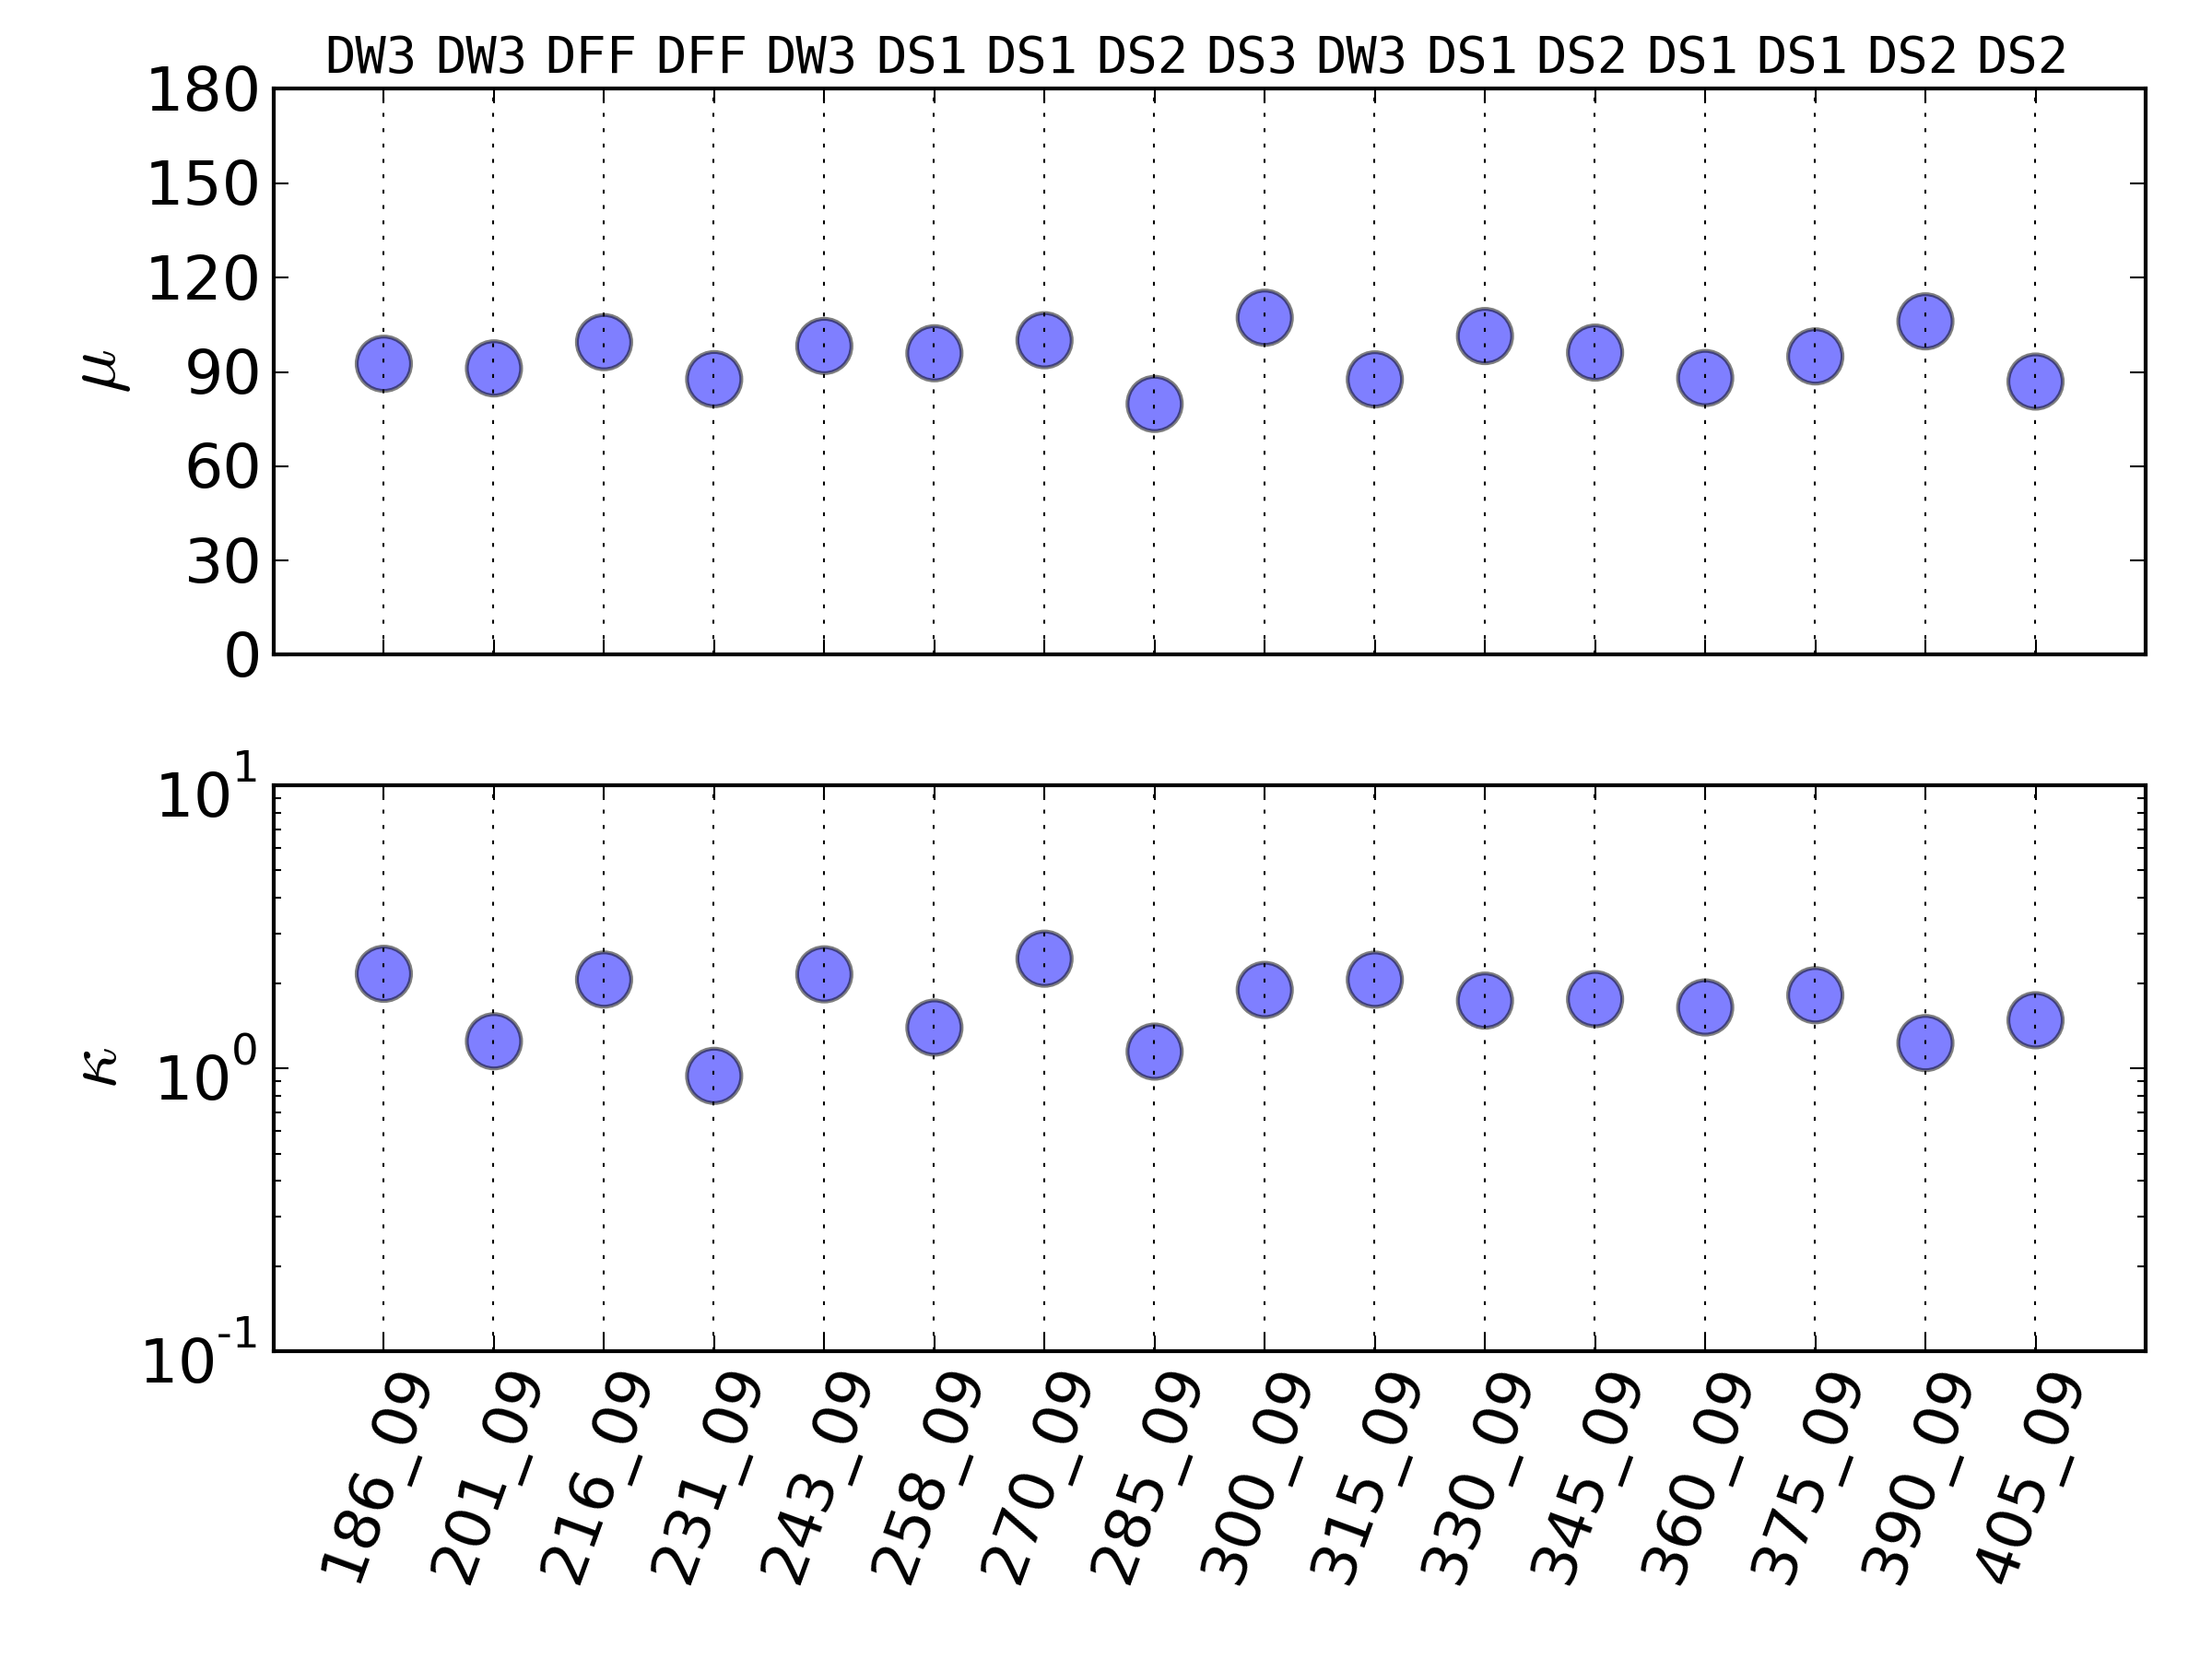 DW3 DW3 DFF DFF DW3 DS1 DS1 DS2 DS3 DW3 DS1 DS2 DS1 DS1 DS2 DS2
180
150
120
90
60
30
0
μ
10^1
10^0
10^-1
κ
186_09 201_09 216_09 231_09 243_09 258_09 270_09 285_09 300_09 315_09 330_09 345_09 360_09 375_09 390_09 405_09